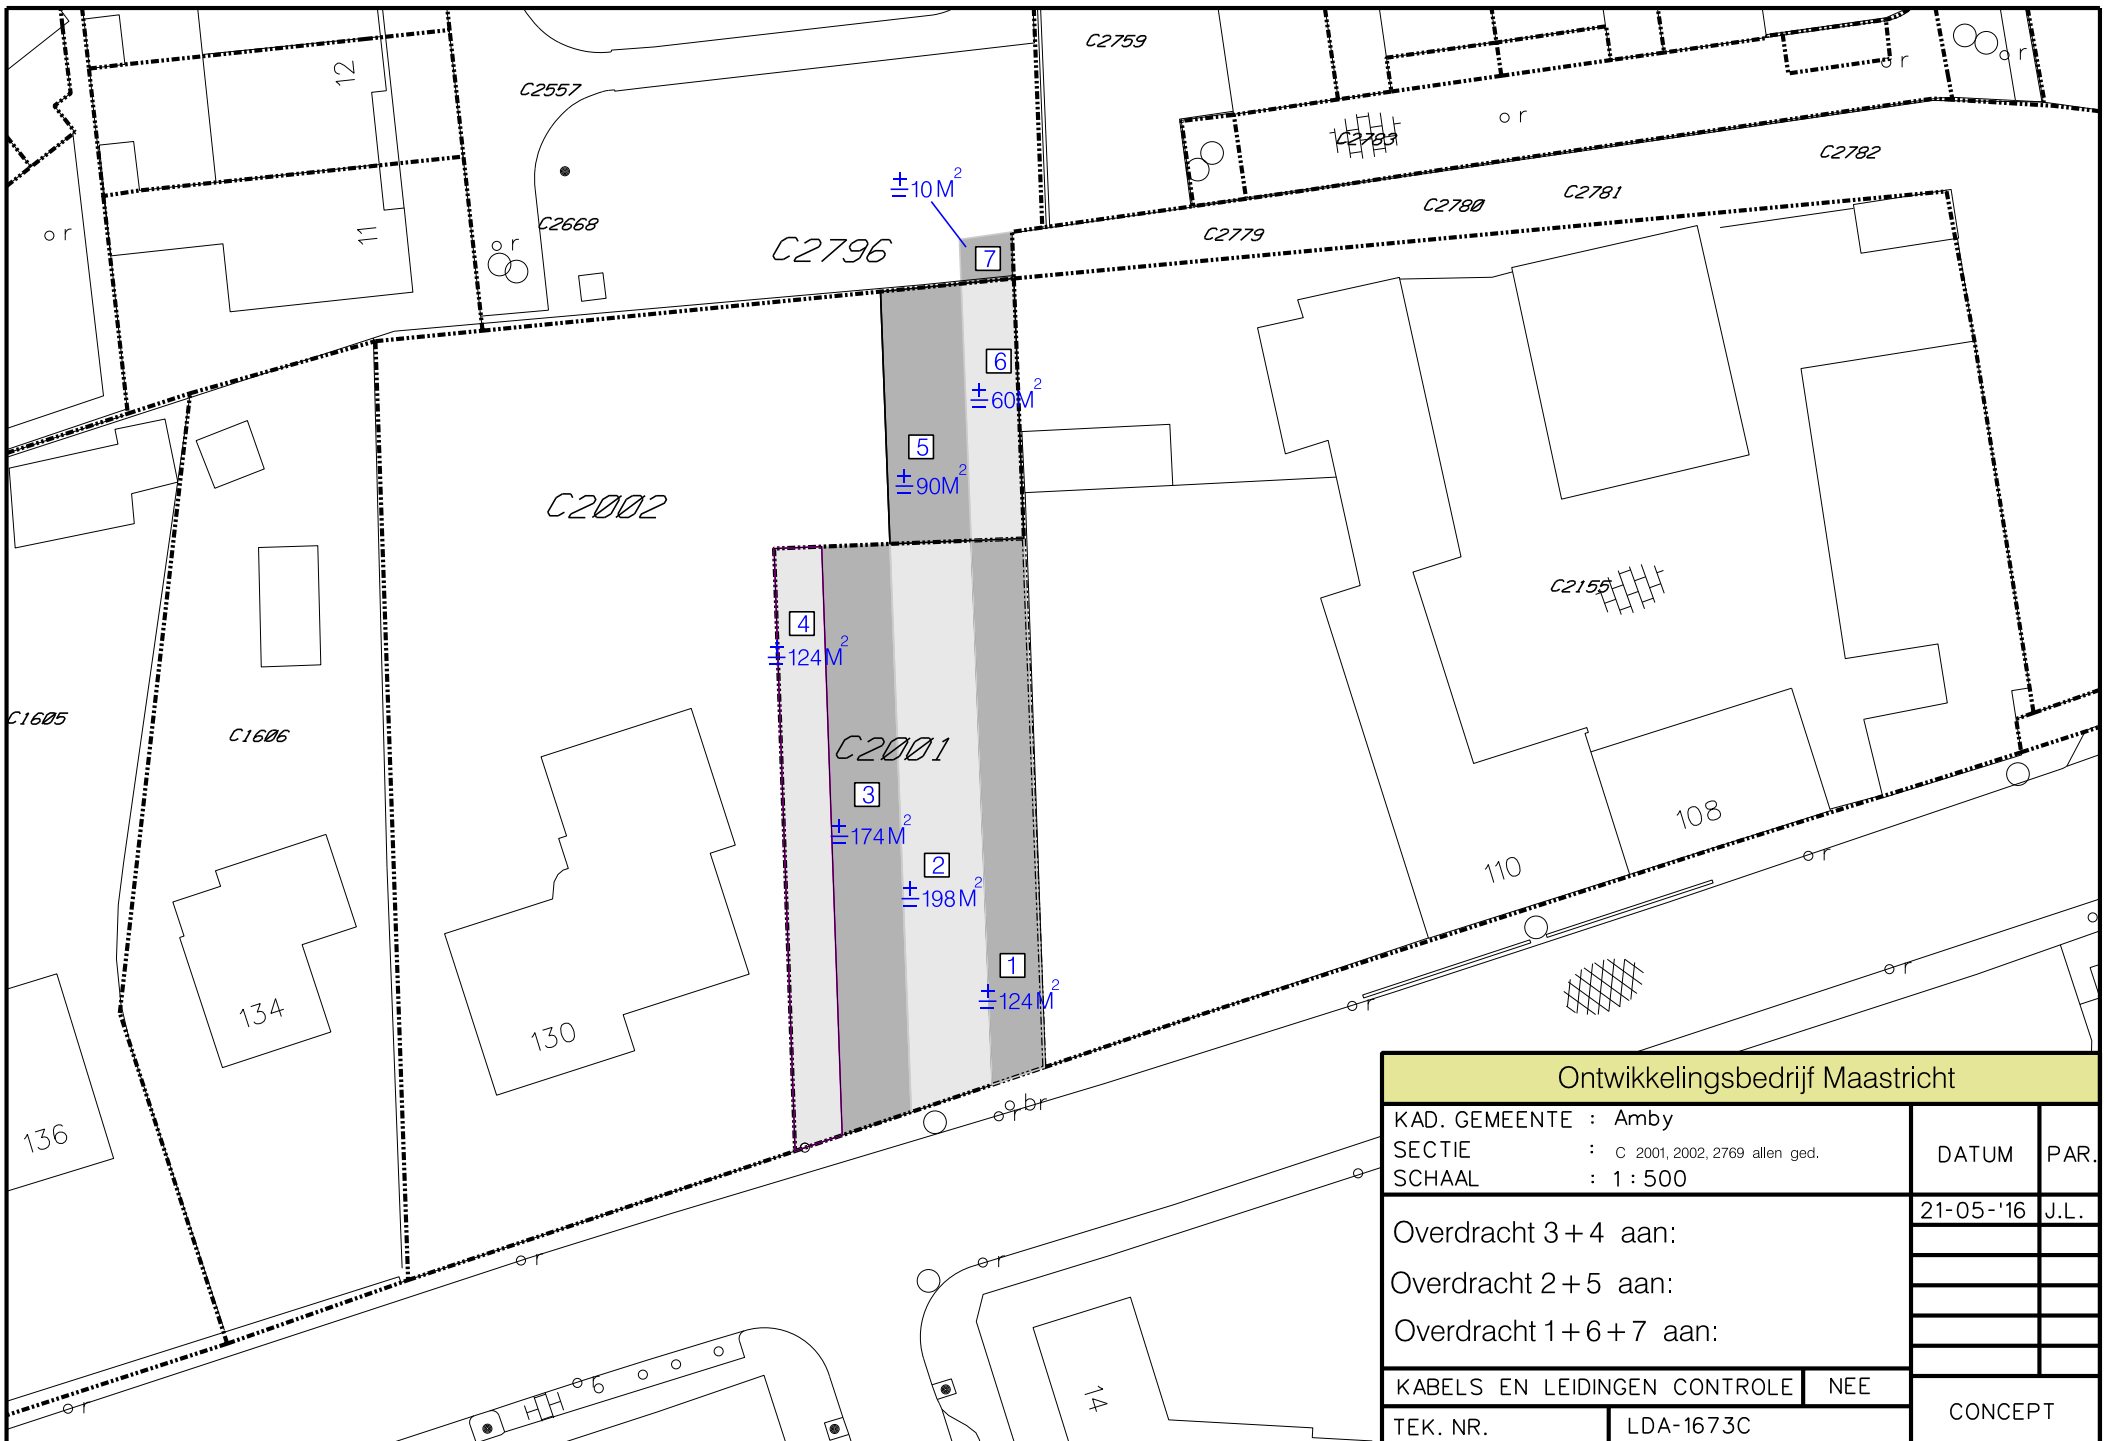 C2759
12
C2557
o r
o r
o r
C2783
C2782
±10M²
C2781
C2780
C2668
11
o r
o r
C2796
C2779
7
6
±60M²
5
±90M²
C2002
C2155
4
±124M²
C1605
C1606
C2001
3
±174M²
108
2
±198M²
110
1
±124M²
134
130
136
o r
o r
o r
o br
o r
o r
o r
o r
o r
6
14
Ontwikkelingsbedrijf Maastricht
KAD. GEMEENTE : Amby
SECTIE : C 2001, 2002, 2769 allen ged.
SCHAAL : 1 : 500
DATUM PAR.
21-05-'16 J.L.
Overdracht 3+4 aan:
Overdracht 2+5 aan:
Overdracht 1+6+7 aan:
KABELS EN LEIDINGEN CONTROLE NEE
TEK. NR. LDA-1673C
CONCEPT